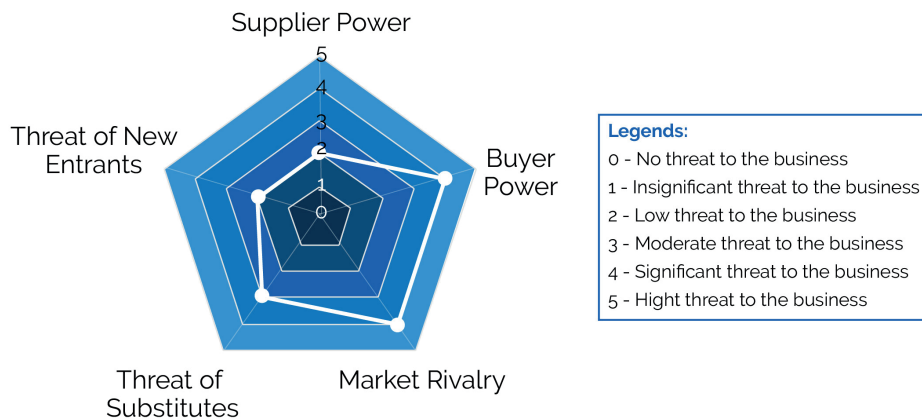 Supplier Power
5
4
3
2
1
0
Threat of New
Entrants
Buyer
Power
Threat of
Substitutes
Market Rivalry
Legends:
0 - No threat to the business
1 - Insignificant threat to the business
2 - Low threat to the business
3 - Moderate threat to the business
4 - Significant threat to the business
5 - Hight threat to the business